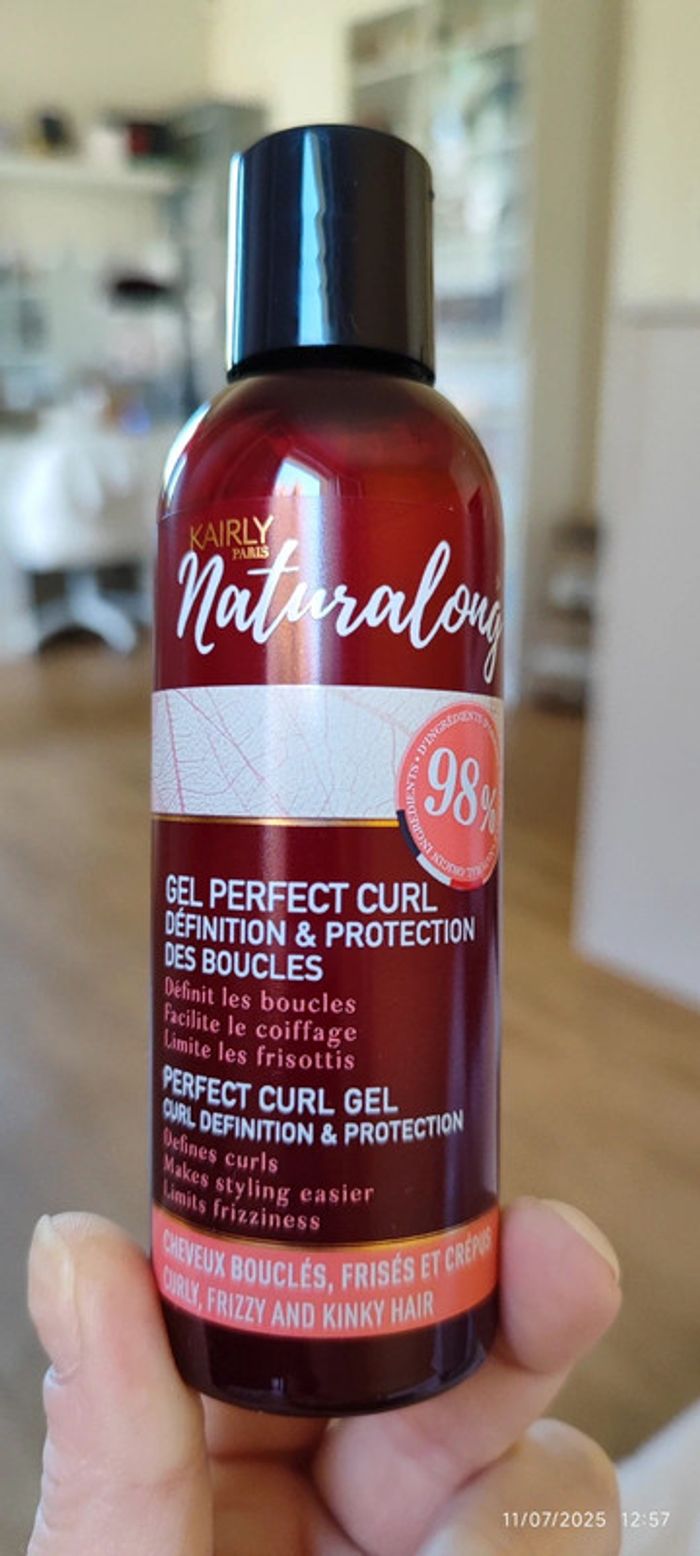 KAIRLY
PARIS
Naturalong
98%
D'INGRÉDIENTS D'
INGREDIENTS
GEL PERFECT CURL
DÉFINITION & PROTECTION
DES BOUCLES
Définit les boucles
Facilite le coiffage
Limite les frisottis
PERFECT CURL GEL
CURL DEFINITION & PROTECTION
Defines curls
Makes styling easier
Limits frizziness
CHEVEUX BOUCLÉS, FRISÉS ET CRÉPUS
CURLY, FRIZZY AND KINKY HAIR
11/07/2025 12:57